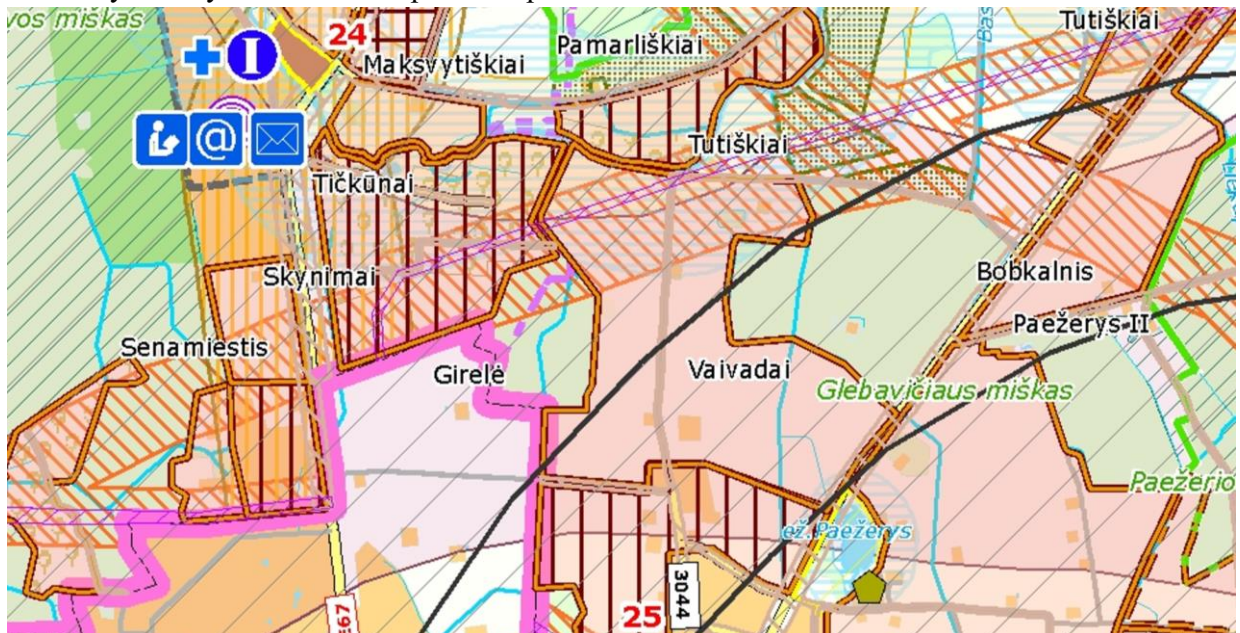 vos miškas
24
Tutiškiai
Pamarliškiai
Maksvytiškiai
I
@
Tutiškiai
Tičkūnai
Skynimai
Bobkalnis
Paežerys II
Senamiestis
Girelė
Vaivadai
Glebavičiaus miškas
Paežerio
ež. Paežerys
3044
E67
25